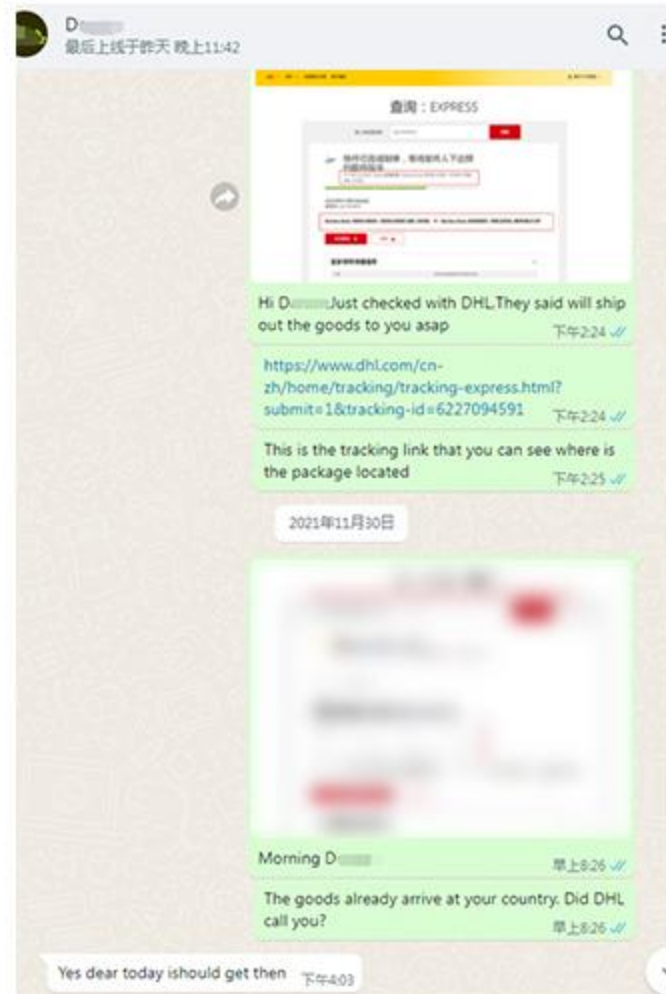 D
最后上线于昨天 晚上11:42
查询：EXPRESS
Hi D Just checked with DHL.They said will ship
out the goods to you asap
下午2:24
https://www.dhl.com/cn-
zh/home/tracking/tracking-express.html?
submit=1&tracking-id=6227094591
下午2:24
This is the tracking link that you can see where is
the package located
下午2:25
2021年11月30日
Morning D
早上8:26
The goods already arrive at your country. Did DHL
call you?
早上8:26
Yes dear today ishould get then
下午4:03